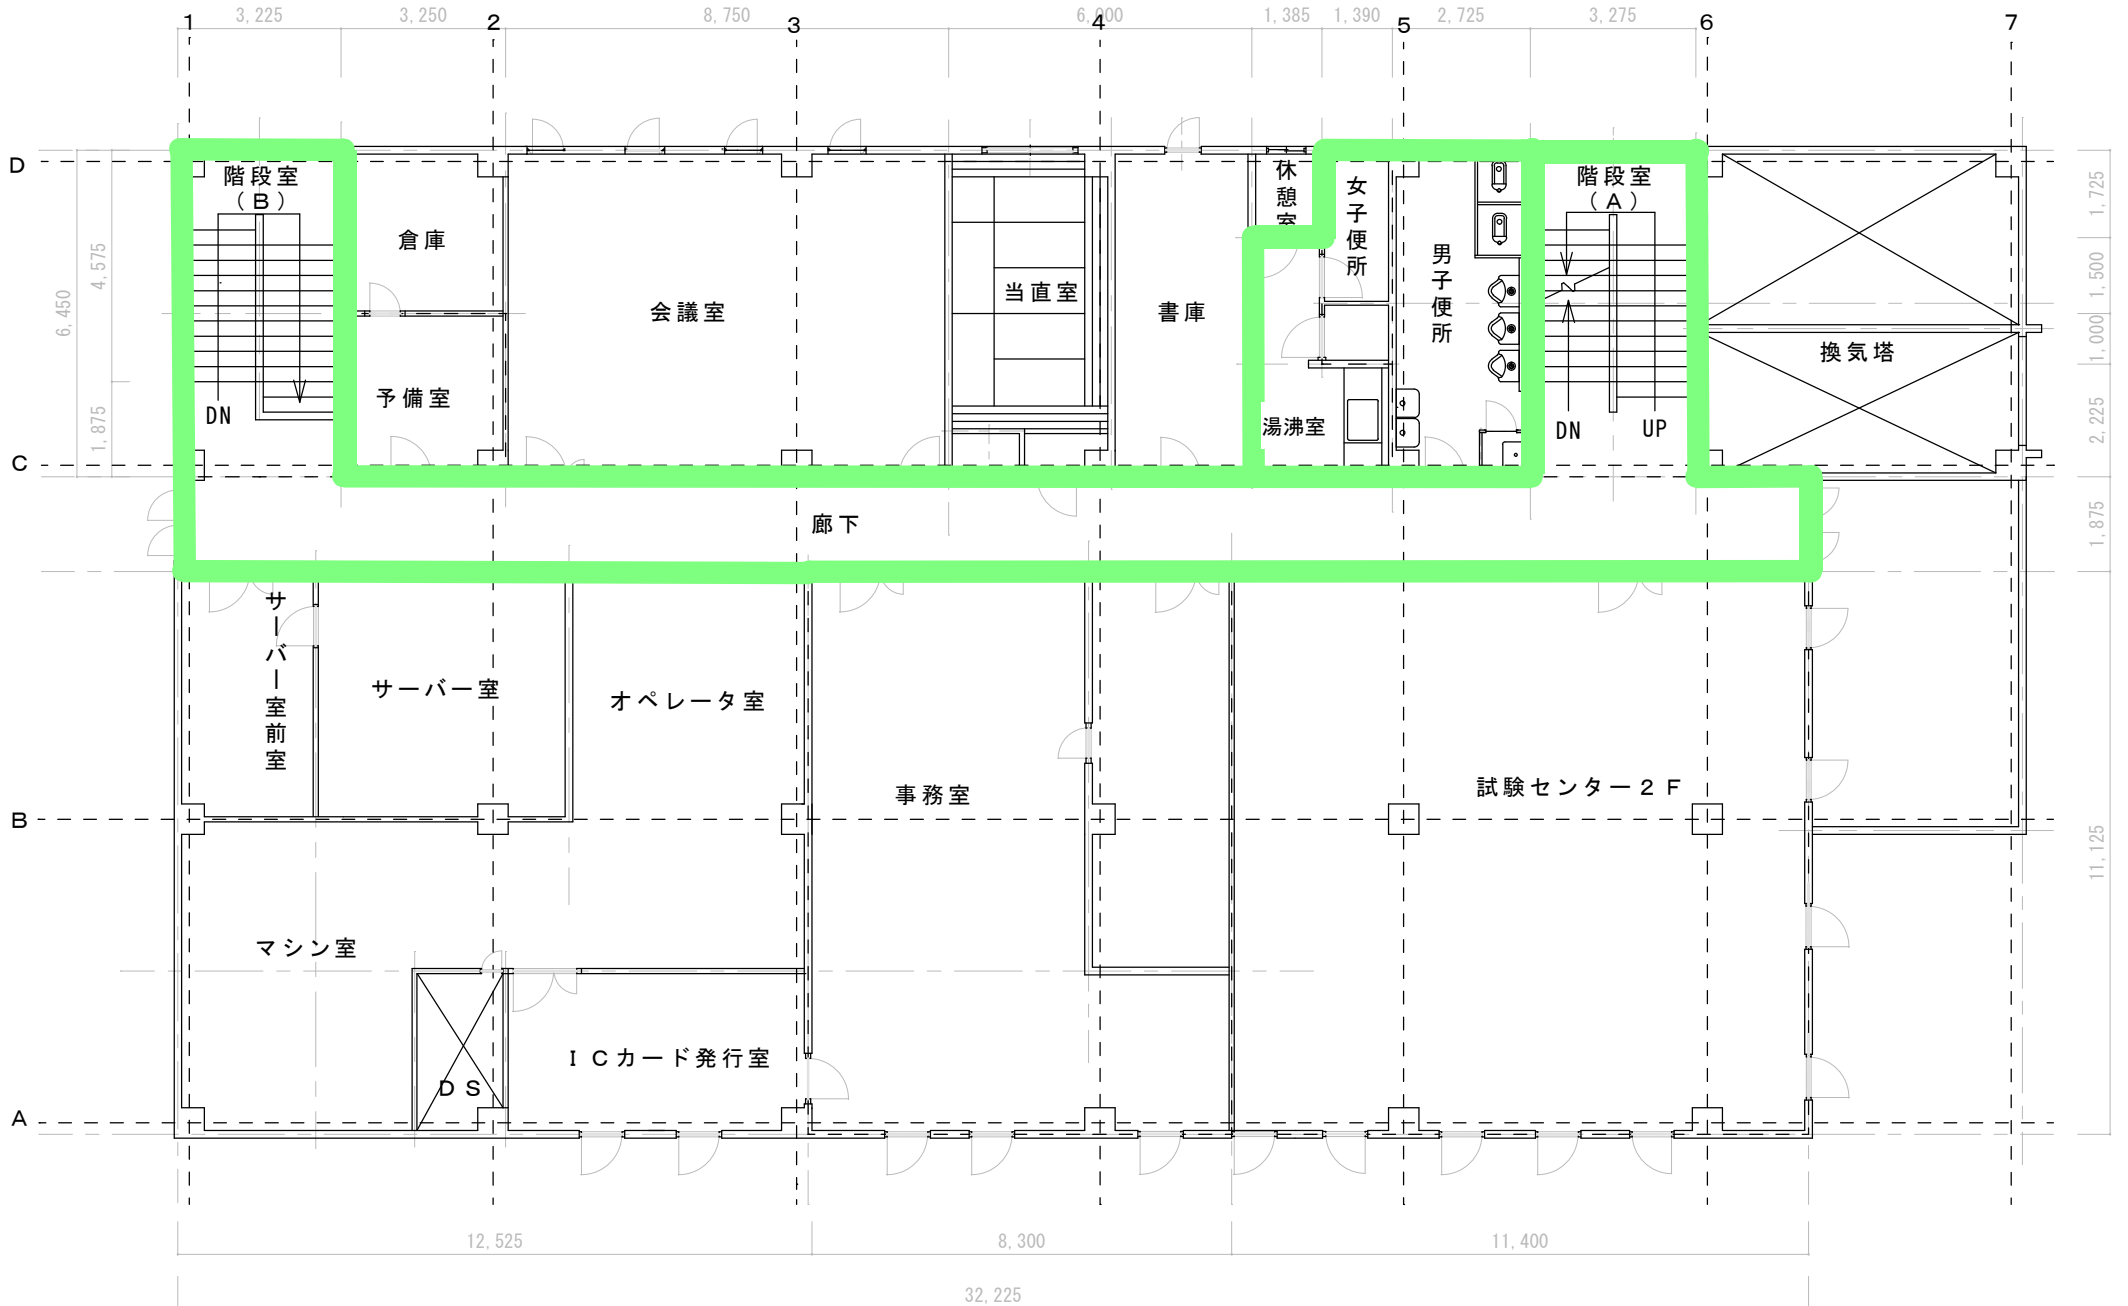 3,225
3,250
8,750
6,000
1,385
1,390
2,725
3,275
1
2
3
4
5
6
7
D
階段室
（B）
倉庫
予備室
会議室
当直室
書庫
休憩室
女子便所
男子便所
湯沸室
階段室
（A）
換気塔
DN
DN
UP
6,450
4,575
1,875
1,725
1,500
1,000
2,225
1,875
11,125
C
廊下
サーバー室前室
サーバー室
オペレータ室
事務室
試験センター２F
B
マシン室
DS
ICカード発行室
A
12,525
8,300
11,400
32,225